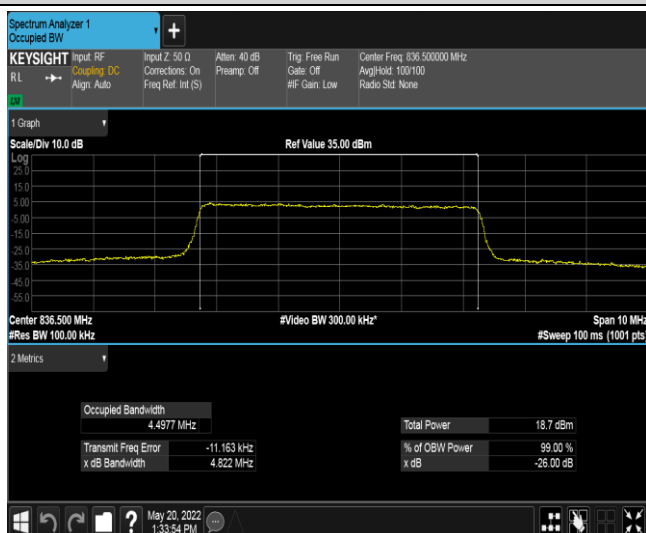 Spectrum Analyzer 1
Occupied BW
+
KEYSIGHT Input: RF Input Z: 50 Ω Atten: 40 dB Trig: Free Run Center Freq: 836.500000 MHz
RL Coupling: DC Corrections: On Preamp: Off Gate: Off Avg|Hold: 100/100
Align: Auto Freq Ref: Int (S) #IF Gain: Low Radio Std: None
1 Graph
Scale/Div 10.0 dB Ref Value 35.00 dBm
Log
25.0
15.0
5.00
-5.00
-15.0
-25.0
-35.0
-45.0
-55.0
Center 836.500 MHz #Video BW 300.00 kHz* Span 10 MHz
#Res BW 100.00 kHz #Sweep 100 ms (1001 pts)
2 Metrics
Occupied Bandwidth
4.4977 MHz Total Power 18.7 dBm
Transmit Freq Error -11.163 kHz % of OBW Power 99.00 %
x dB Bandwidth 4.822 MHz x dB -26.00 dB
? May 20, 2022
1:33:54 PM